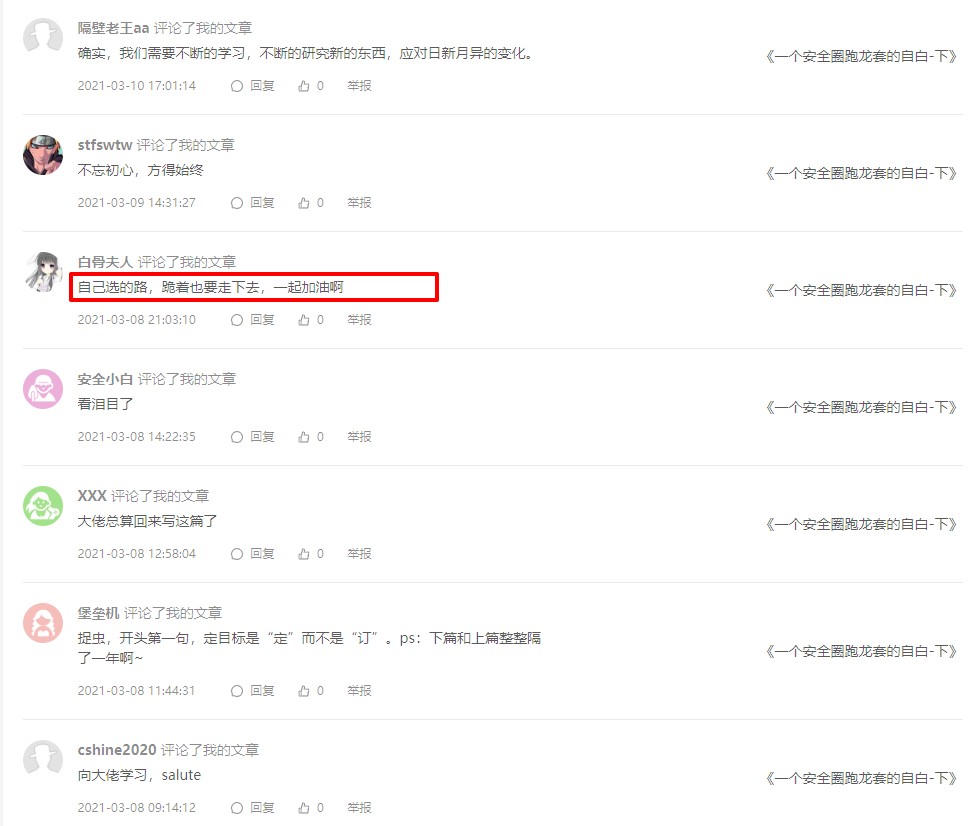 隔壁老王aa 评论了我的文章
确实，我们需要不断的学习，不断的研究新的东西，应对日新月异的变化。
《一个安全圈跑龙套的自白-下》
2021-03-10 17:01:14 回复 0 举报
stfswtw 评论了我的文章
不忘初心，方得始终
《一个安全圈跑龙套的自白-下》
2021-03-09 14:31:27 回复 0 举报
白骨夫人 评论了我的文章
自己选的路，跪着也要走下去，一起加油啊
《一个安全圈跑龙套的自白-下》
2021-03-08 21:03:10 回复 0 举报
安全小白 评论了我的文章
看泪目了
《一个安全圈跑龙套的自白-下》
2021-03-08 14:22:35 回复 0 举报
XXX 评论了我的文章
大佬总算回来写这篇了
《一个安全圈跑龙套的自白-下》
2021-03-08 12:58:04 回复 0 举报
堡垒机 评论了我的文章
捉虫，开头第一句，定目标是“定”而不是“订”。ps：下篇和上篇整整隔
了一年啊~
《一个安全圈跑龙套的自白-下》
2021-03-08 11:44:31 回复 0 举报
cshine2020 评论了我的文章
向大佬学习，salute
《一个安全圈跑龙套的自白-下》
2021-03-08 09:14:12 回复 0 举报